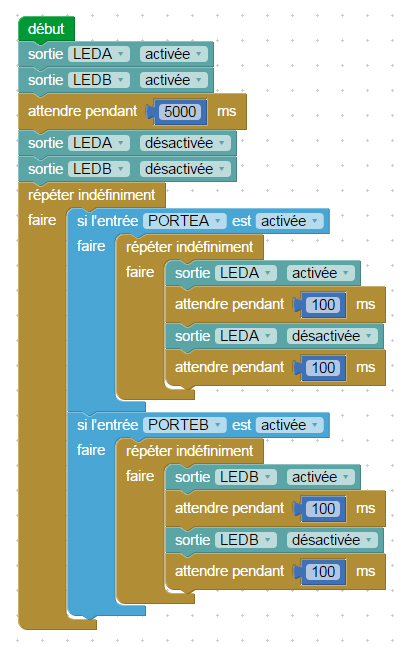 début
sortie LEDA activée
sortie LEDB activée
attendre pendant 5000 ms
sortie LEDA désactivée
sortie LEDB désactivée
répéter indéfiniment
faire si l'entrée PORTEA est activée
faire répéter indéfiniment
faire sortie LEDA activée
attendre pendant 100 ms
sortie LEDA désactivée
attendre pendant 100 ms
si l'entrée PORTEB est activée
faire répéter indéfiniment
faire sortie LEDB activée
attendre pendant 100 ms
sortie LEDB désactivée
attendre pendant 100 ms